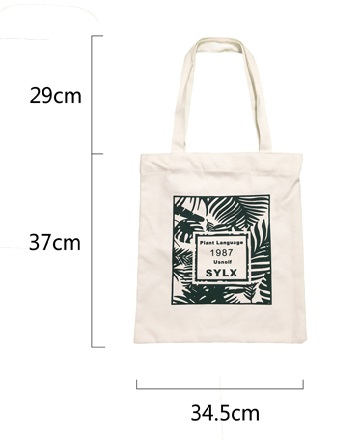 29cm
37cm
Plant Language
1987
Usnoif
SYLX
34.5cm